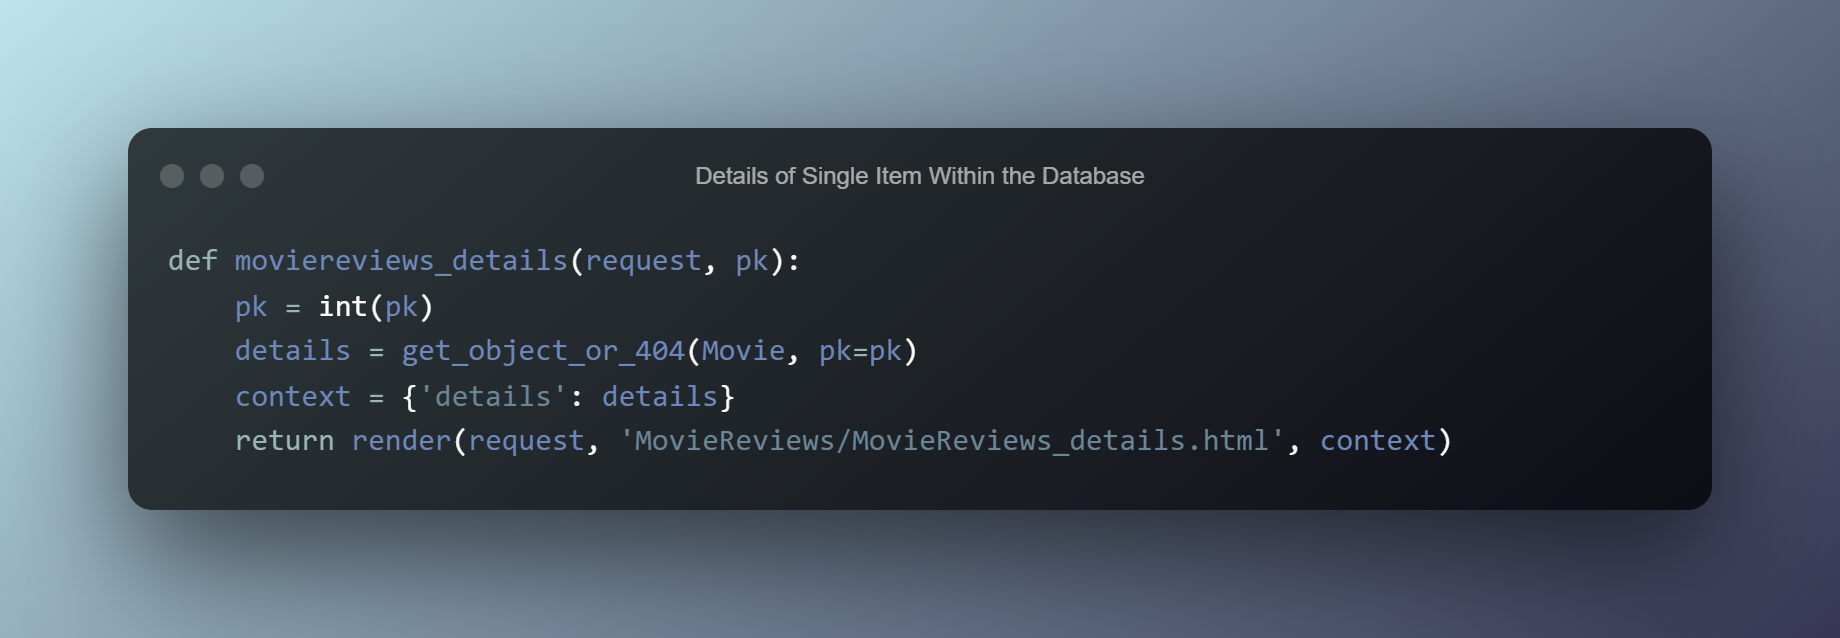 Details of Single Item Within the Database
def moviereviews_details(request, pk):
    pk = int(pk)
    details = get_object_or_404(Movie, pk=pk)
    context = {'details': details}
    return render(request, 'MovieReviews/MovieReviews_details.html', context)